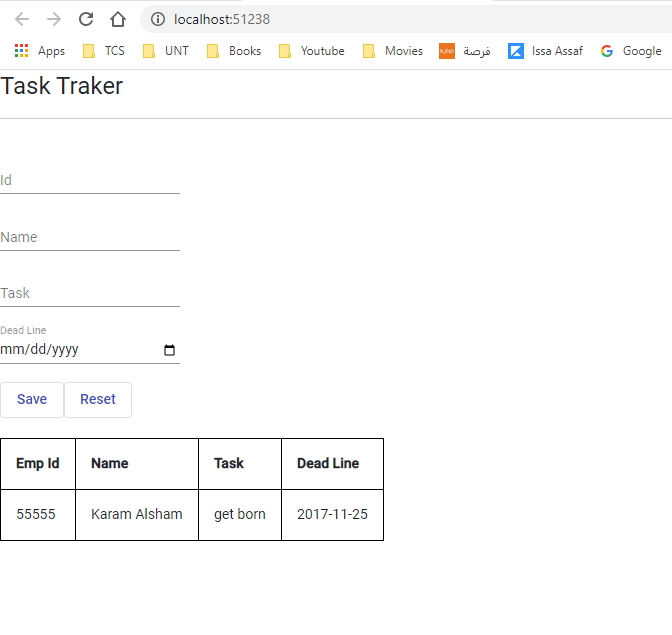 localhost:51238
Apps TCS UNT Books Youtube Movies فرصة Issa Assaf Google
Task Traker
Id
Name
Task
Dead Line
mm/dd/yyyy
Save Reset
Emp Id Name Task Dead Line
55555 Karam Alsham get born 2017-11-25